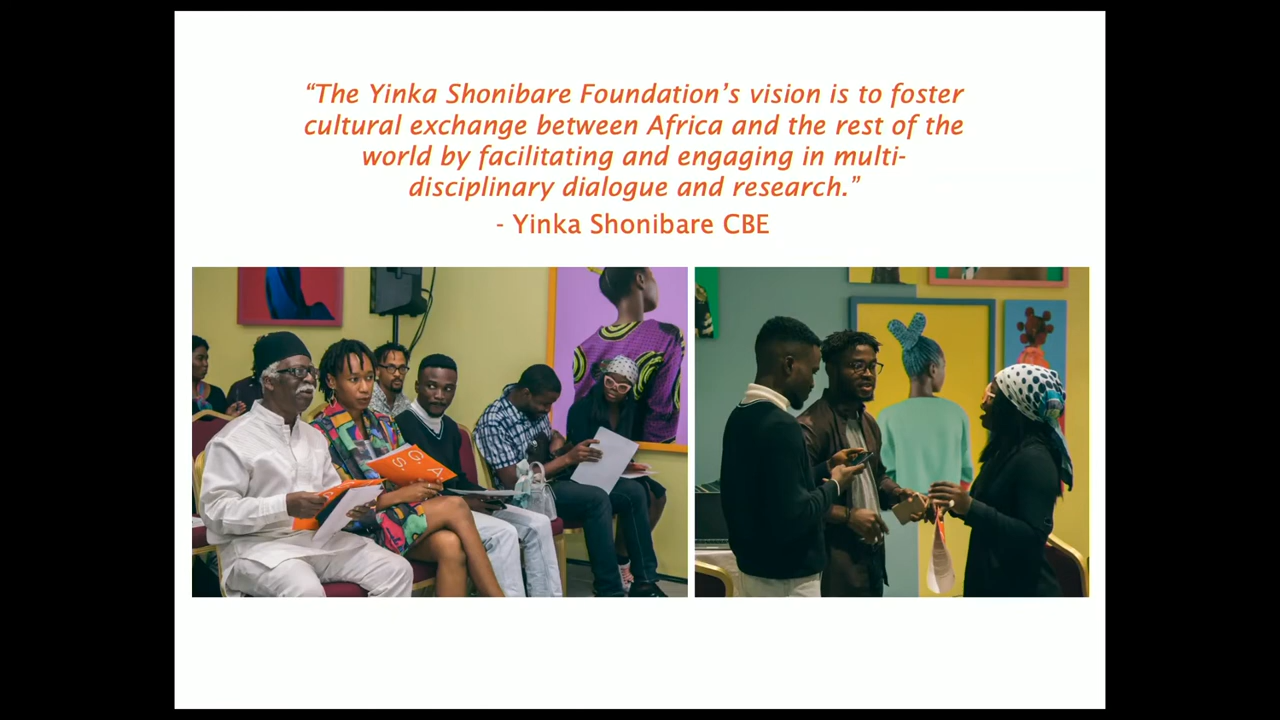 “The Yinka Shonibare Foundation’s vision is to foster
cultural exchange between Africa and the rest of the
world by facilitating and engaging in multi-
disciplinary dialogue and research.”
- Yinka Shonibare CBE
G. A.
S.